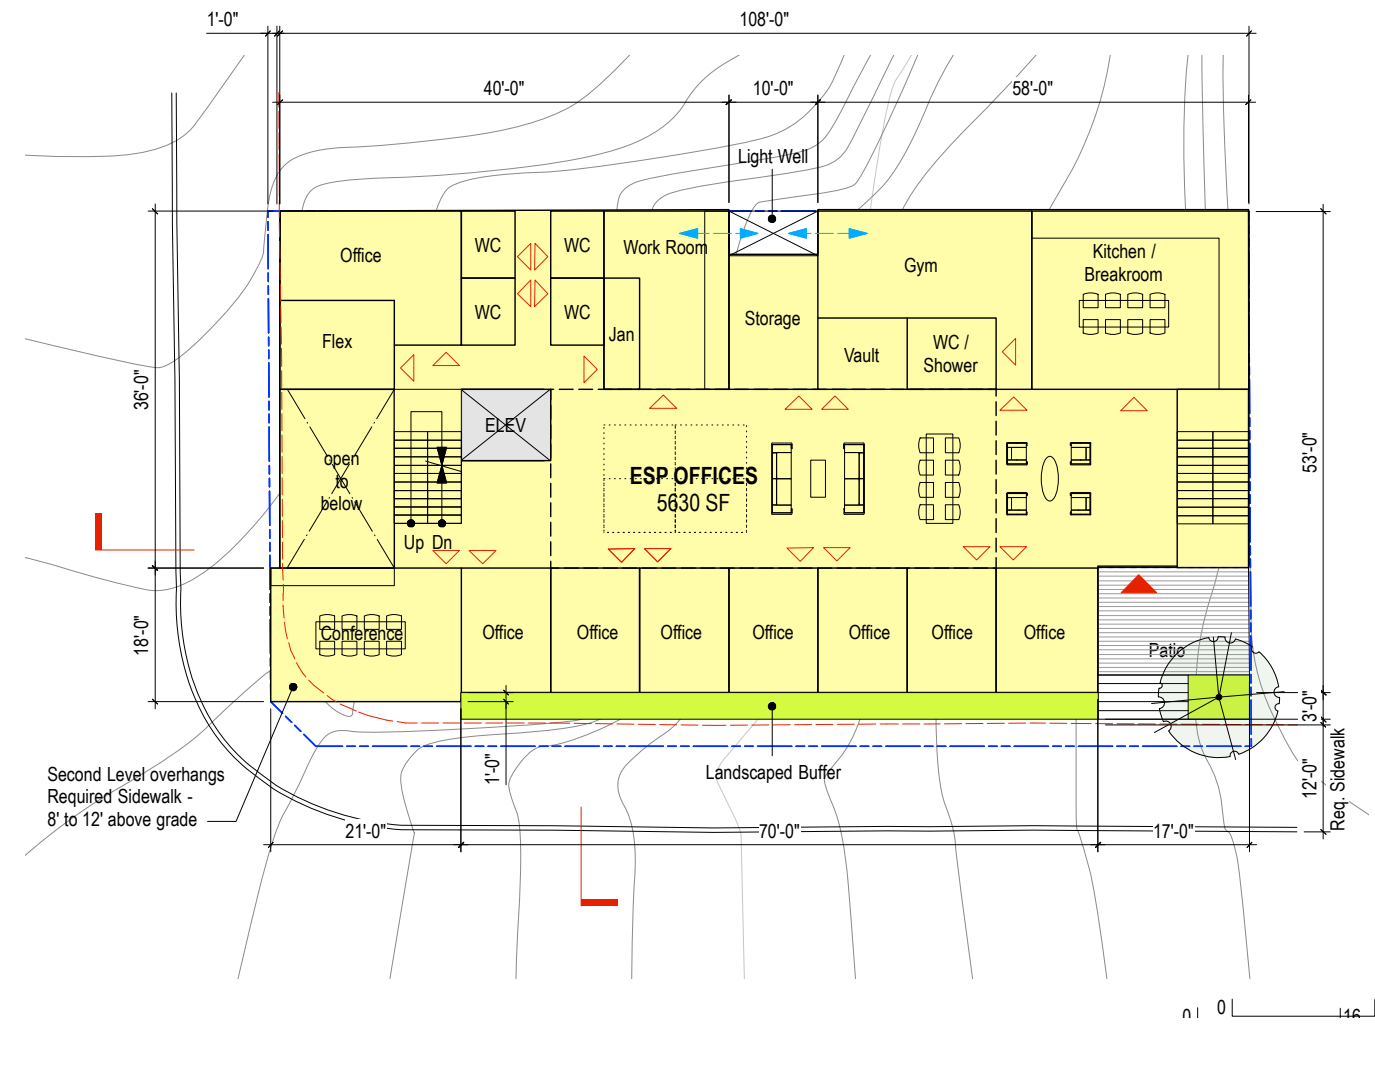 1'-0"
108'-0"
40'-0"
10'-0"
58'-0"
Light Well
Office
WC
WC
Work Room
Gym
Kitchen /
Breakroom
WC
WC
Jan
Storage
Flex
Vault
WC /
Shower
36'-0"
53'-0"
ELEV
open
to
below
ESP OFFICES
5630 SF
Up
Dn
18'-0"
Conference
Office
Office
Office
Office
Office
Office
Office
Patio
3'-0"
1'-0"
Landscaped Buffer
12'-0"
Req. Sidewalk
Second Level overhangs
Required Sidewalk -
8' to 12' above grade
21'-0"
70'-0"
17'-0"
0
0
16